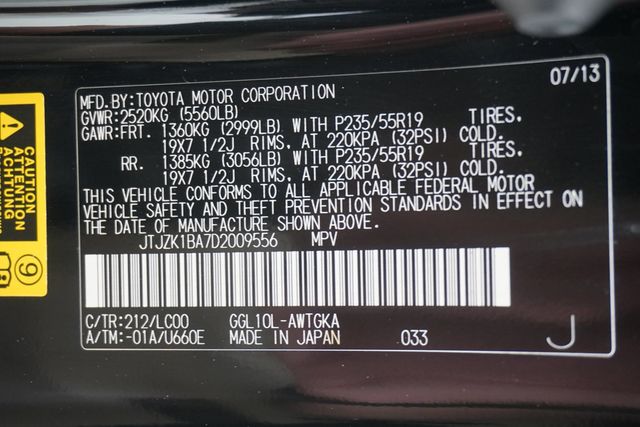 07/13
MFD.BY:TOYOTA MOTOR CORPORATION
GVWR:2520KG (5560LB)
GAWR:FRT. 1360KG (2999LB) WITH P235/55R19 TIRES.
19X7 1/2J RIMS, AT 220KPA (32PSI) COLD.
RR. 1385KG (3056LB) WITH P235/55R19 TIRES.
19X7 1/2J RIMS, AT 220KPA (32PSI) COLD.
THIS VEHICLE CONFORMS TO ALL APPLICABLE FEDERAL MOTOR
VEHICLE SAFETY AND THEFT PREVENTION STANDARDS IN EFFECT ON
THE DATE OF MANUFACTURE SHOWN ABOVE.
JTJZK1BA7D2009556 MPV
C/TR:212/LC00 GGL10L-AWTGKA
A/TM:-01A/U660E MADE IN JAPAN 033 J
CAUTION
ACHTUNG
ATTENTION
9